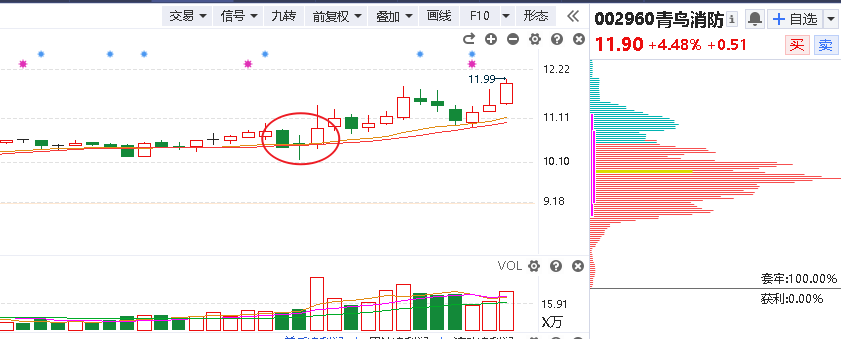 交易 信号 九转 前复权 叠加 画线 F10 形态
002960青鸟消防 自选
11.90 +4.48% +0.51 买 卖
12.22
11.99
11.11
10.10
9.18
套牢:100.00%
获利:0.00%
VOL
15.91
X万